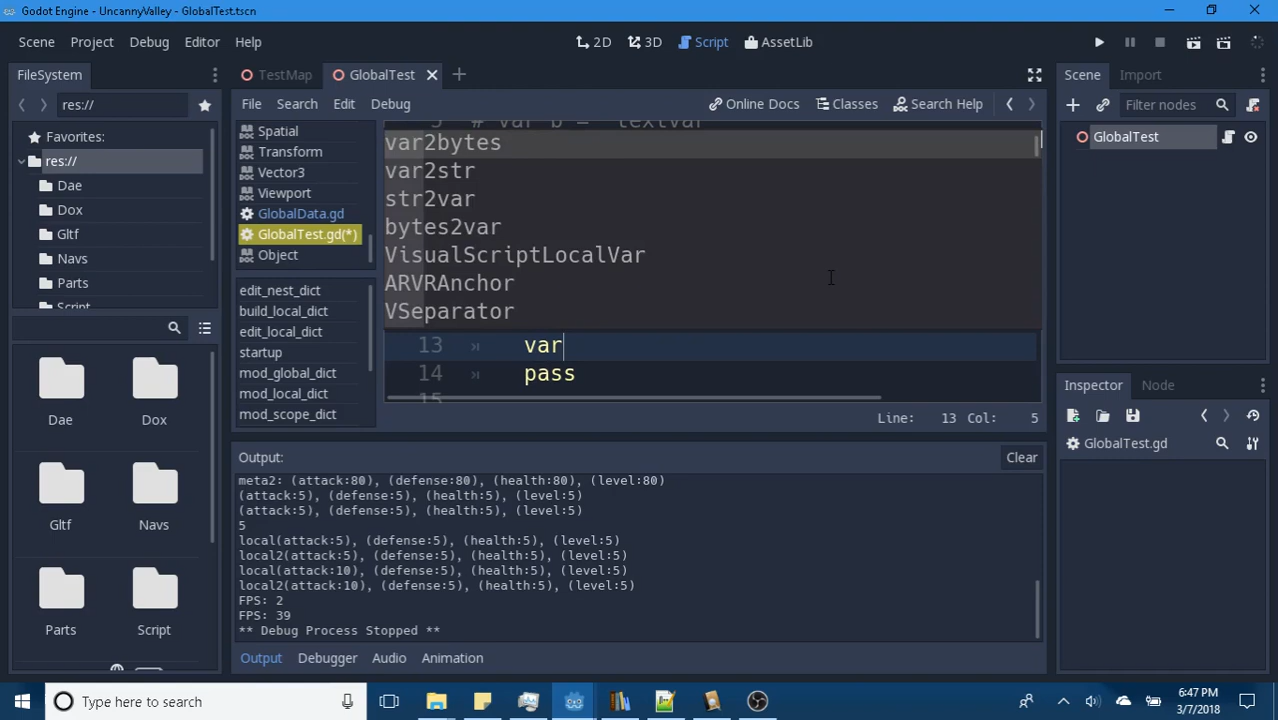 Godot Engine - UncannyValley - GlobalTest.tscn
Scene Project Debug Editor Help
2D 3D Script AssetLib
FileSystem
TestMap GlobalTest
Scene Import
res://
File Search Edit Debug
Online Docs Classes Search Help
Filter nodes
Favorites:
res://
Dae
Dox
Gltf
Navs
Parts
Script
Spatial
Transform
Vector3
Viewport
GlobalData.gd
GlobalTest.gd(*)
Object
5 # var b = "textvar"
var2bytes
var2str
str2var
bytes2var
VisualScriptLocalVar
ARVRAnchor
VSeparator
13 var
14 pass
15
Line: 13 Col: 5
GlobalTest
edit_nest_dict
build_local_dict
edit_local_dict
startup
mod_global_dict
mod_local_dict
mod_scope_dict
Dae
Dox
Gltf
Navs
Parts
Script
Inspector Node
GlobalTest.gd
Output:
Clear
meta2: (attack:80), (defense:80), (health:80), (level:80)
(attack:5), (defense:5), (health:5), (level:5)
(attack:5), (defense:5), (health:5), (level:5)
5
local(attack:5), (defense:5), (health:5), (level:5)
local2(attack:5), (defense:5), (health:5), (level:5)
local(attack:10), (defense:5), (health:5), (level:5)
local2(attack:10), (defense:5), (health:5), (level:5)
FPS: 2
FPS: 39
** Debug Process Stopped **
Output Debugger Audio Animation
Type here to search
6:47 PM
3/7/2018